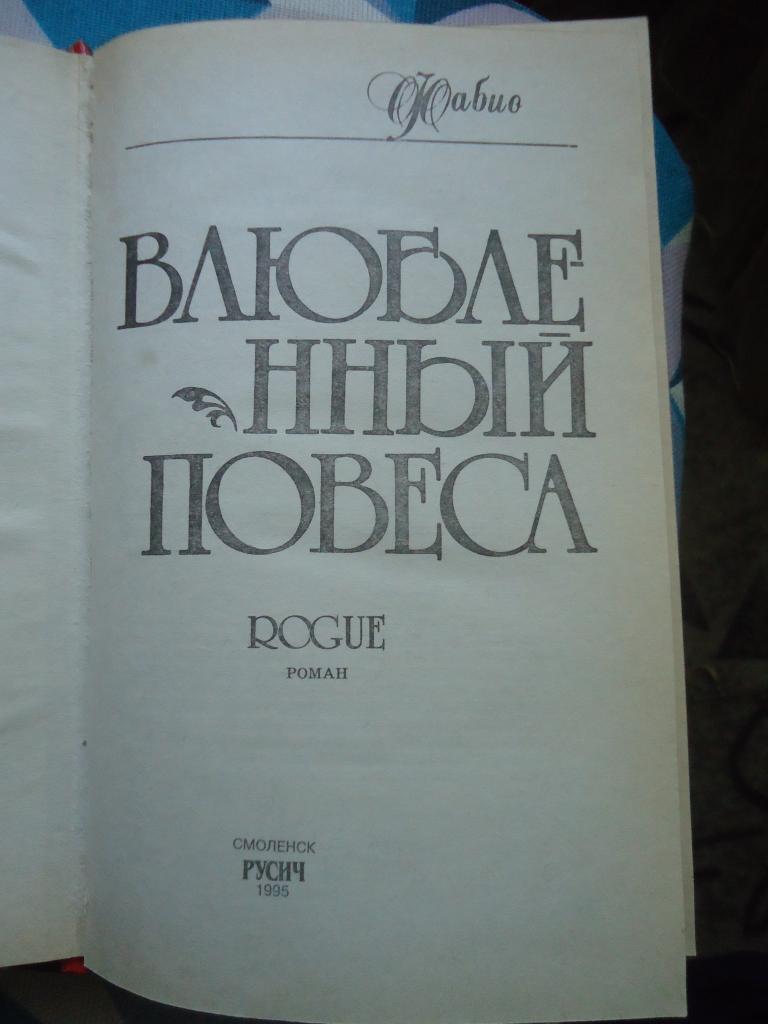 Фабио
ВЛЮБЛЕ-
ННЫЙ
ПОВЕСА
ROGUE
РОМАН
СМОЛЕНСК
РУСИЧ
1995